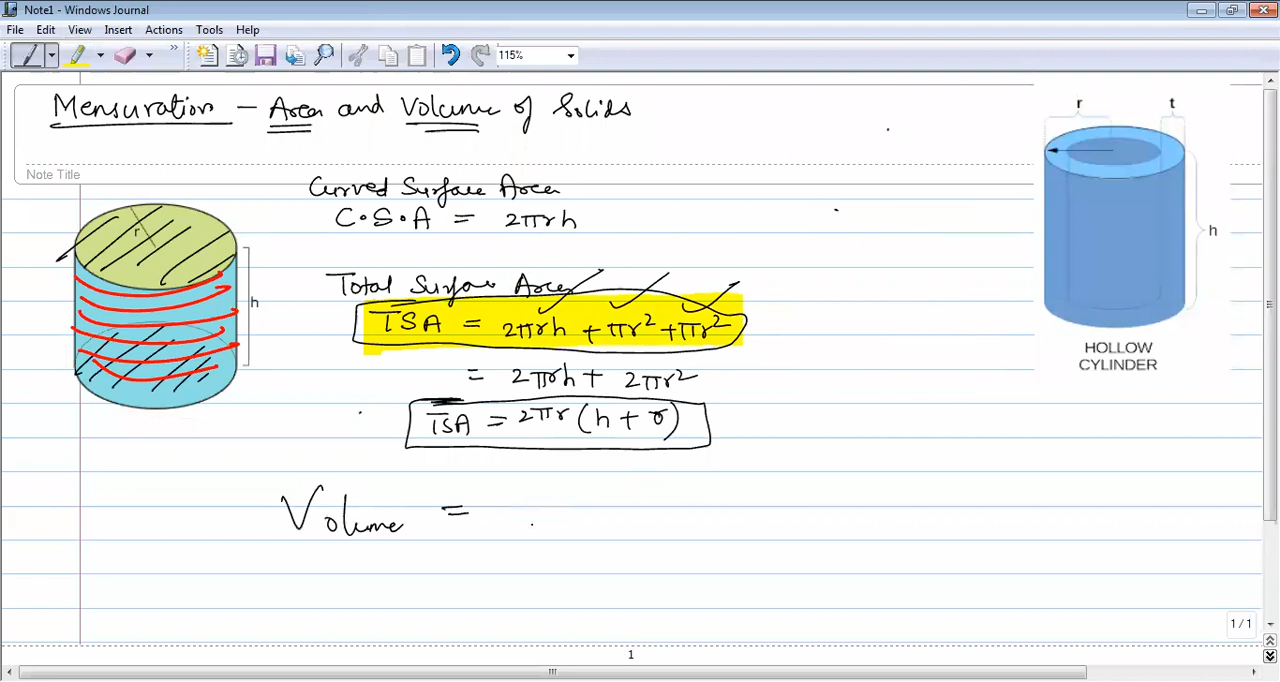 Note1 - Windows Journal
File Edit View Insert Actions Tools Help
115%
Mensuration – Area and Volume of Solids
Note Title
Curved Surface Area
C.S.A = 2πrh
Total Surface Area
TSA = 2πrh + πr² + πr²
= 2πrh + 2πr²
TSA = 2πr (h + r)
Volume =
r
h
r t
h
HOLLOW
CYLINDER
1 / 1
1